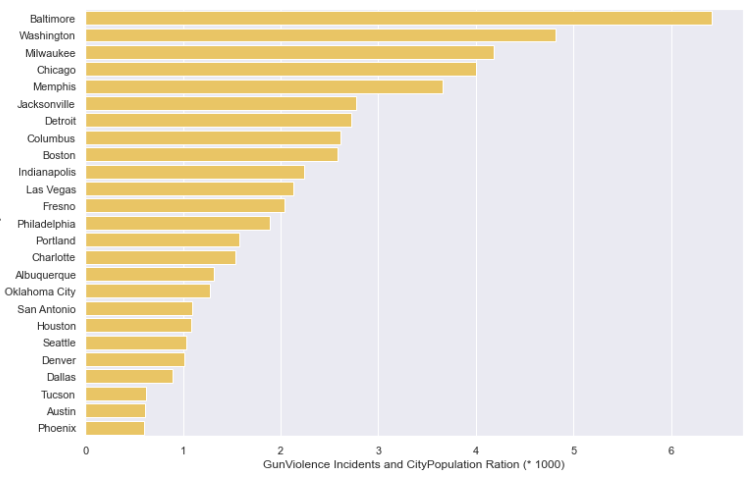 Baltimore
Washington
Milwaukee
Chicago
Memphis
Jacksonville
Detroit
Columbus
Boston
Indianapolis
Las Vegas
Fresno
Philadelphia
Portland
Charlotte
Albuquerque
Oklahoma City
San Antonio
Houston
Seattle
Denver
Dallas
Tucson
Austin
Phoenix
0 1 2 3 4 5 6
GunViolence Incidents and CityPopulation Ration (* 1000)